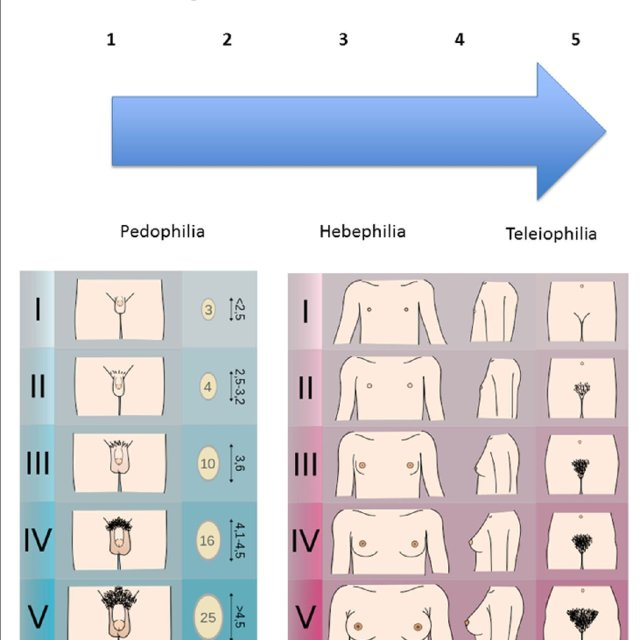 1 2 3 4 5
Pedophilia Hebephilia Teleiophilia
I 3 <2,5 I
II 4 2,5-3,2 II
III 10 3,6 III
IV 16 4,1-4,5 IV
V 25 >4,5 V